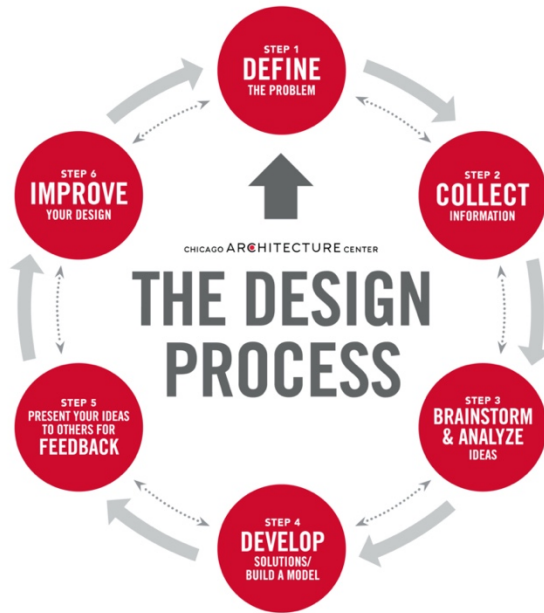 STEP 1
DEFINE
THE PROBLEM
STEP 2
COLLECT
INFORMATION
STEP 3
BRAINSTORM
& ANALYZE
IDEAS
STEP 4
DEVELOP
SOLUTIONS/
BUILD A MODEL
STEP 5
PRESENT YOUR IDEAS
TO OTHERS FOR
FEEDBACK
STEP 6
IMPROVE
YOUR DESIGN
CHICAGO ARCHITECTURE CENTER
THE DESIGN
PROCESS